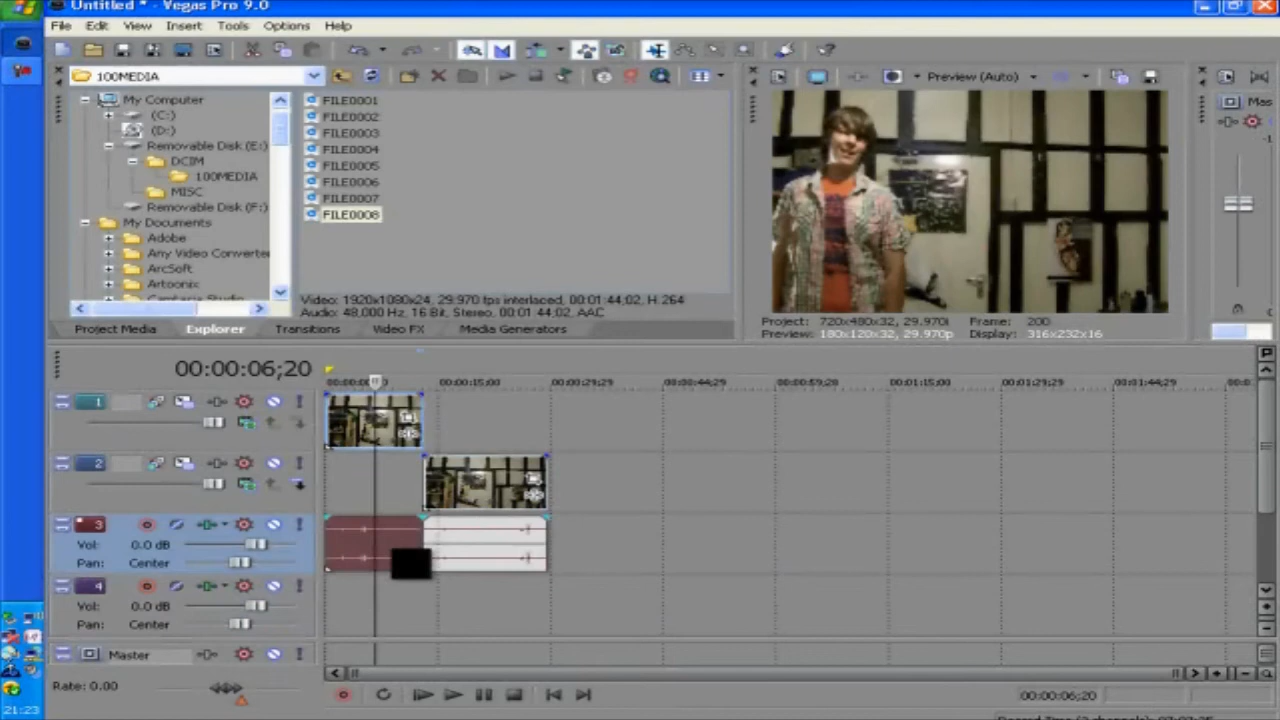 Untitled * - Vegas Pro 9.0
File Edit View Insert Tools Options Help
100MEDIA
My Computer
(C:)
(D:)
Removable Disk (E:)
DCIM
100MEDIA
MISC
Removable Disk (F:)
My Documents
Adobe
Any Video Converter
ArcSoft
Artoonix
Camtasia Studio
FILE0001
FILE0002
FILE0003
FILE0004
FILE0005
FILE0006
FILE0007
FILE0008
Video: 1920x1080x24, 29.970 fps interlaced, 00:01:44;02, H.264
Audio: 48,000 Hz, 16 Bit, Stereo, 00:01:44;02, AAC
Project Media Explorer Transitions Video FX Media Generators
Preview (Auto)
Project: 720x480x32, 29.970i Frame: 200
Preview: 180x120x32, 29.970p Display: 316x232x16
Mas
00:00:06;20
00:00:15;00 00:00:29;29 00:00:44;29 00:00:59;28 00:01:15;00 00:01:29;29 00:01:44;29
1
2
3
Vol: 0.0 dB
Pan: Center
4
Vol: 0.0 dB
Pan: Center
Master
Rate: 0.00
00:00:06;20
21:23